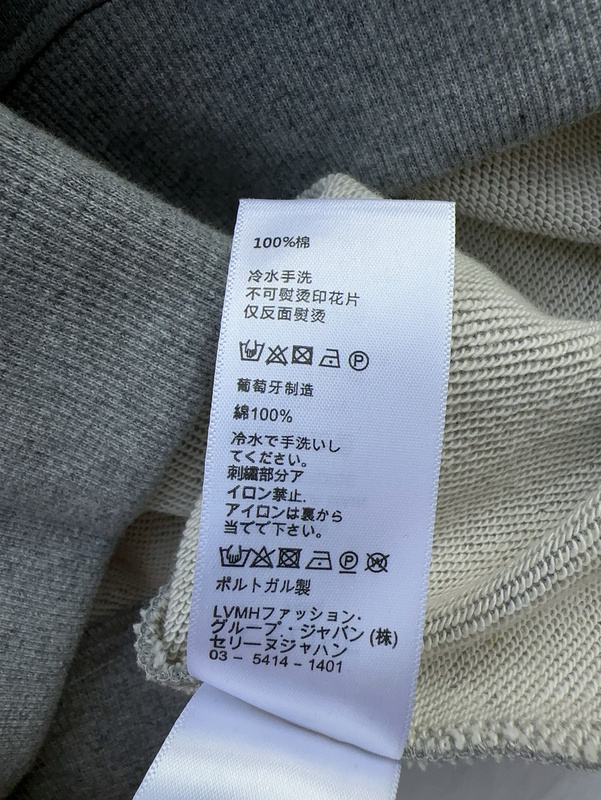 100%棉
冷水手洗
不可熨烫印花片
仅反面熨烫
葡萄牙制造
綿100%
冷水で手洗いし
てください。
刺繍部分ア
イロン禁止.
アイロンは裏から
当てて下さい。
ポルトガル製
LVMHファッション·
グループ·ジャパン(株)
セリーヌジャハン
03 - 5414 - 1401